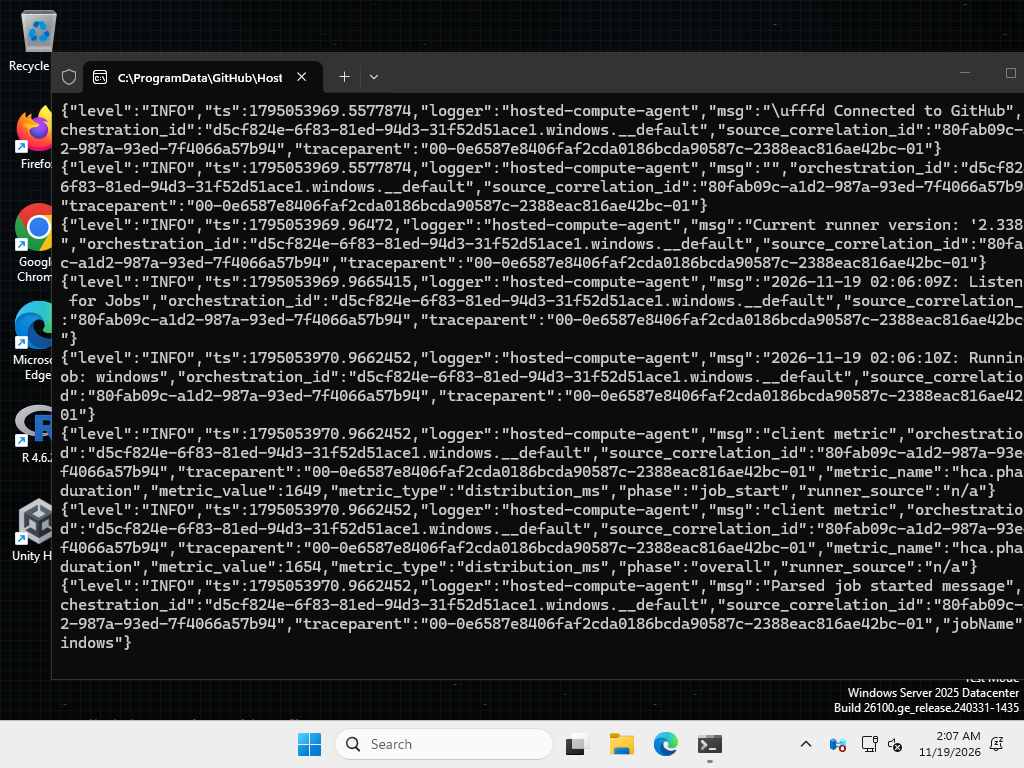 Recycle
Firefo
Google
Chrom
Microso
Edge
R 4.6.
Unity H
C:\ProgramData\GitHub\Host
{"level":"INFO","ts":1795053969.5577874,"logger":"hosted-compute-agent","msg":"\ufffd Connected to GitHub",
chestration_id":"d5cf824e-6f83-81ed-94d3-31f52d51ace1.windows.__default","source_correlation_id":"80fab09c-
2-987a-93ed-7f4066a57b94","traceparent":"00-0e6587e8406faf2cda0186bcda90587c-2388eac816ae42bc-01"}
{"level":"INFO","ts":1795053969.5577874,"logger":"hosted-compute-agent","msg":"","orchestration_id":"d5cf82
6f83-81ed-94d3-31f52d51ace1.windows.__default","source_correlation_id":"80fab09c-a1d2-987a-93ed-7f4066a57b9
"traceparent":"00-0e6587e8406faf2cda0186bcda90587c-2388eac816ae42bc-01"}
{"level":"INFO","ts":1795053969.96472,"logger":"hosted-compute-agent","msg":"Current runner version: '2.338
","orchestration_id":"d5cf824e-6f83-81ed-94d3-31f52d51ace1.windows.__default","source_correlation_id":"80fa
c-a1d2-987a-93ed-7f4066a57b94","traceparent":"00-0e6587e8406faf2cda0186bcda90587c-2388eac816ae42bc-01"}
{"level":"INFO","ts":1795053969.9665415,"logger":"hosted-compute-agent","msg":"2026-11-19 02:06:09Z: Listen
for Jobs","orchestration_id":"d5cf824e-6f83-81ed-94d3-31f52d51ace1.windows.__default","source_correlation_
:"80fab09c-a1d2-987a-93ed-7f4066a57b94","traceparent":"00-0e6587e8406faf2cda0186bcda90587c-2388eac816ae42bc
"}
{"level":"INFO","ts":1795053970.9662452,"logger":"hosted-compute-agent","msg":"2026-11-19 02:06:10Z: Runnin
ob: windows","orchestration_id":"d5cf824e-6f83-81ed-94d3-31f52d51ace1.windows.__default","source_correlatio
d":"80fab09c-a1d2-987a-93ed-7f4066a57b94","traceparent":"00-0e6587e8406faf2cda0186bcda90587c-2388eac816ae42
01"}
{"level":"INFO","ts":1795053970.9662452,"logger":"hosted-compute-agent","msg":"client metric","orchestratio
d":"d5cf824e-6f83-81ed-94d3-31f52d51ace1.windows.__default","source_correlation_id":"80fab09c-a1d2-987a-93e
f4066a57b94","traceparent":"00-0e6587e8406faf2cda0186bcda90587c-2388eac816ae42bc-01","metric_name":"hca.pha
duration","metric_value":1649,"metric_type":"distribution_ms","phase":"job_start","runner_source":"n/a"}
{"level":"INFO","ts":1795053970.9662452,"logger":"hosted-compute-agent","msg":"client metric","orchestratio
d":"d5cf824e-6f83-81ed-94d3-31f52d51ace1.windows.__default","source_correlation_id":"80fab09c-a1d2-987a-93e
f4066a57b94","traceparent":"00-0e6587e8406faf2cda0186bcda90587c-2388eac816ae42bc-01","metric_name":"hca.pha
duration","metric_value":1654,"metric_type":"distribution_ms","phase":"overall","runner_source":"n/a"}
{"level":"INFO","ts":1795053970.9662452,"logger":"hosted-compute-agent","msg":"Parsed job started message",
chestration_id":"d5cf824e-6f83-81ed-94d3-31f52d51ace1.windows.__default","source_correlation_id":"80fab09c-
2-987a-93ed-7f4066a57b94","traceparent":"00-0e6587e8406faf2cda0186bcda90587c-2388eac816ae42bc-01","jobName"
indows"}
Test Mode
Windows Server 2025 Datacenter
Build 26100.ge_release.240331-1435
Search
2:07 AM
11/19/2026